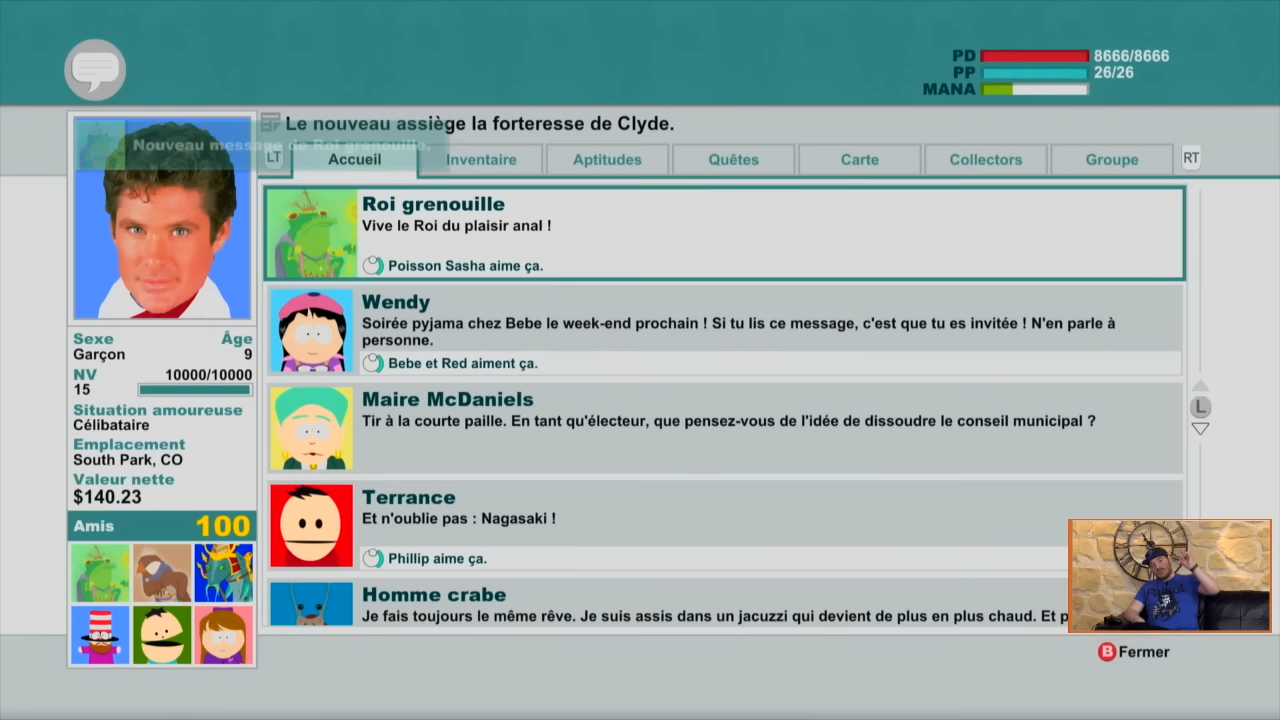 PD 8666/8666
PP 26/26
MANA
Le nouveau assiège la forteresse de Clyde.
Nouveau message de Roi grenouille.
LT Accueil Inventaire Aptitudes Quêtes Carte Collectors Groupe RT
Sexe Âge
Garçon 9
NV 10000/10000
15
Situation amoureuse
Célibataire
Emplacement
South Park, CO
Valeur nette
$140.23
Amis 100
Roi grenouille
Vive le Roi du plaisir anal !
Poisson Sasha aime ça.
Wendy
Soirée pyjama chez Bebe le week-end prochain ! Si tu lis ce message, c'est que tu es invitée ! N'en parle à
personne.
Bebe et Red aiment ça.
Maire McDaniels
Tir à la courte paille. En tant qu'électeur, que pensez-vous de l'idée de dissoudre le conseil municipal ?
Terrance
Et n'oublie pas : Nagasaki !
Phillip aime ça.
Homme crabe
Je fais toujours le même rêve. Je suis assis dans un jacuzzi qui devient de plus en plus chaud. Et p
L
B Fermer